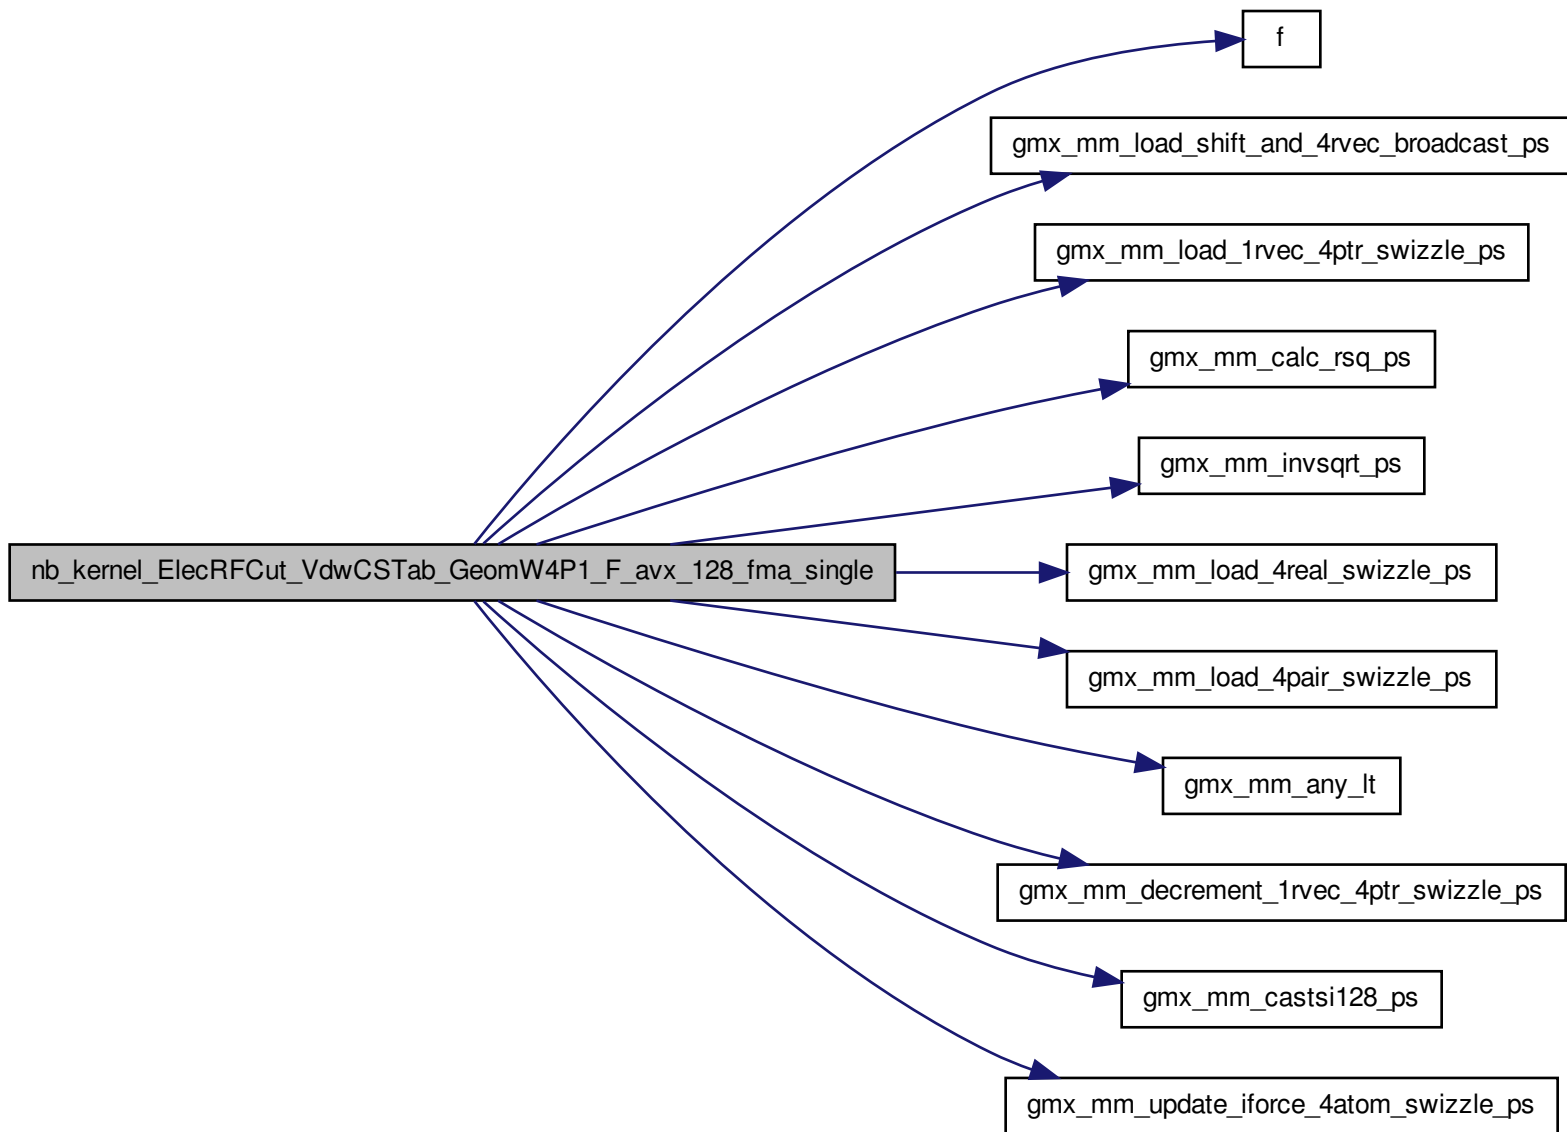 f
gmx_mm_load_shift_and_4rvec_broadcast_ps
gmx_mm_load_1rvec_4ptr_swizzle_ps
gmx_mm_calc_rsq_ps
gmx_mm_invsqrt_ps
nb_kernel_ElecRFCut_VdwCSTab_GeomW4P1_F_avx_128_fma_single
gmx_mm_load_4real_swizzle_ps
gmx_mm_load_4pair_swizzle_ps
gmx_mm_any_lt
gmx_mm_decrement_1rvec_4ptr_swizzle_ps
gmx_mm_castsi128_ps
gmx_mm_update_iforce_4atom_swizzle_ps